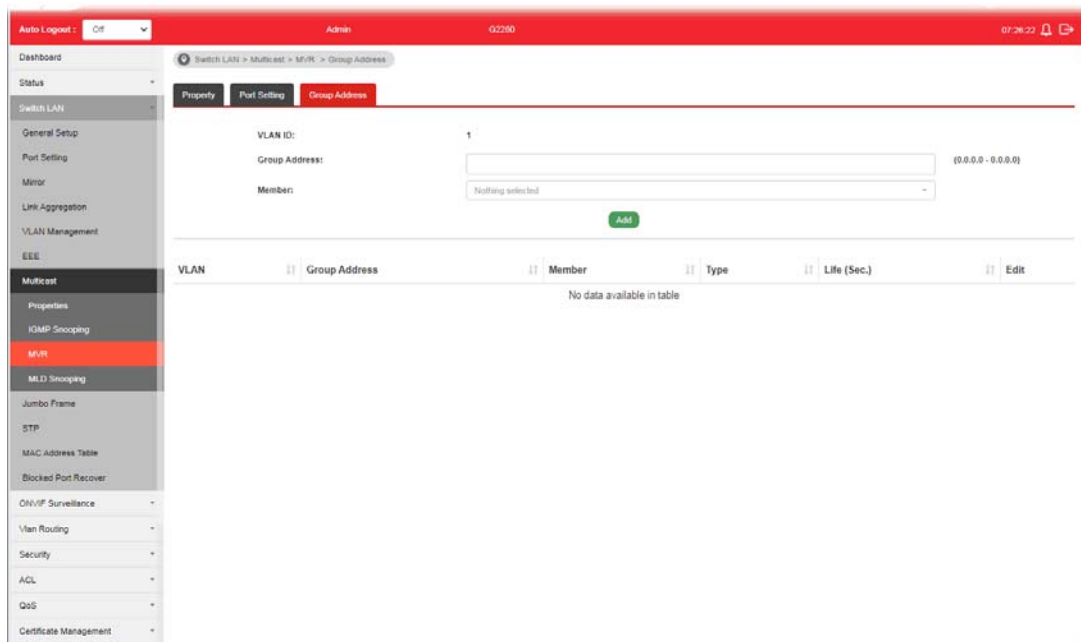 Auto Logout : Off Admin G2280 07:26:22
Dashboard
Switch LAN > Multicast > MVR > Group Address
Status
Property Port Setting Group Address
Switch LAN
General Setup
VLAN ID: 1
Port Setting
Group Address: (0.0.0.0 - 0.0.0.0)
Mirror
Member: Nothing selected
Link Aggregation
Add
VLAN Management
EEE
VLAN Group Address Member Type Life (Sec.) Edit
Multicast
No data available in table
Properties
IGMP Snooping
MVR
MLD Snooping
Jumbo Frame
STP
MAC Address Table
Blocked Port Recover
ONVIF Surveillance
Vlan Routing
Security
ACL
QoS
Certificate Management